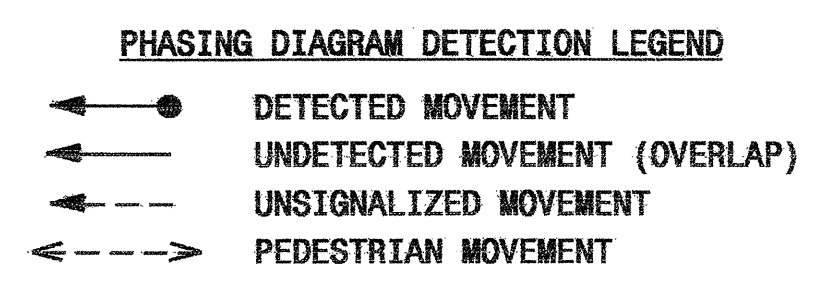 PHASING DIAGRAM DETECTION LEGEND
DETECTED MOVEMENT
UNDETECTED MOVEMENT (OVERLAP)
UNSIGNALIZED MOVEMENT
PEDESTRIAN MOVEMENT